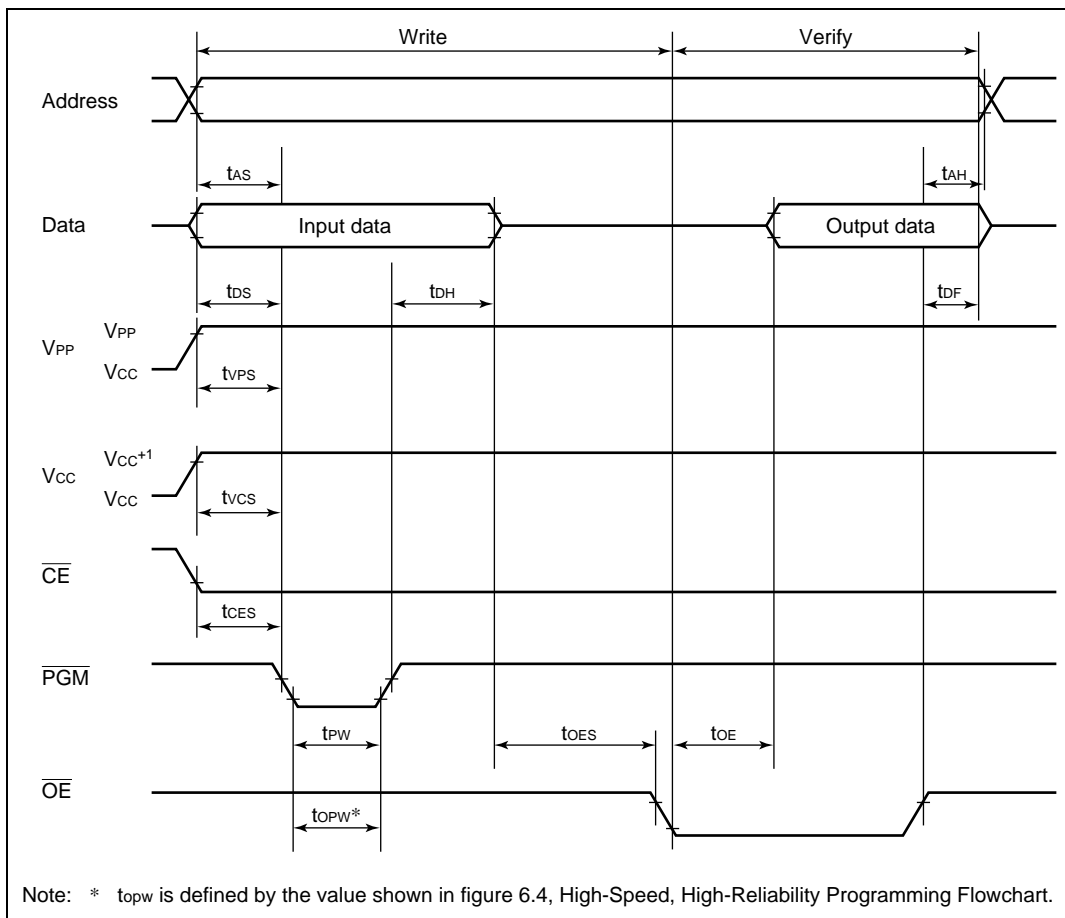 Write Verify
Address
tAS tAH
Data Input data Output data
tDS tDH tDF
VPP VPP
VCC
tVPS
VCC VCC+1
VCC
tVCS
CE
tCES
PGM
tPW tOES tOE
OE
tOPW*
Note: * topw is defined by the value shown in figure 6.4, High-Speed, High-Reliability Programming Flowchart.